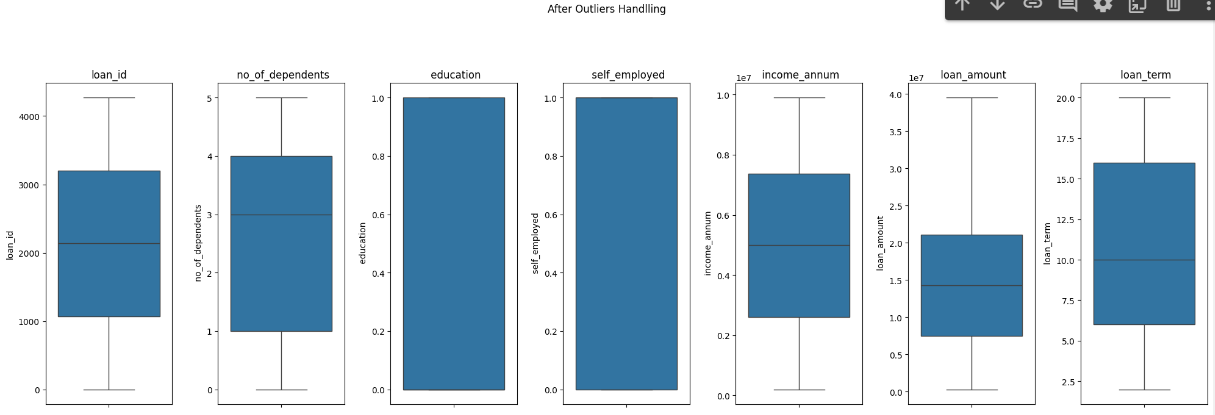 After Outliers Handlling
loan_id
no_of_dependents
education
self_employed
income_annum
loan_amount
loan_term
loan_id
4000
3000
2000
1000
0
no_of_dependents
5
4
3
2
1
0
education
1.0
0.8
0.6
0.4
0.2
0.0
self_employed
1.0
0.8
0.6
0.4
0.2
0.0
income_annum
1e7
1.0
0.8
0.6
0.4
0.2
0.0
loan_amount
1e7
4.0
3.5
3.0
2.5
2.0
1.5
1.0
0.5
0.0
loan_term
20.0
17.5
15.0
12.5
10.0
7.5
5.0
2.5